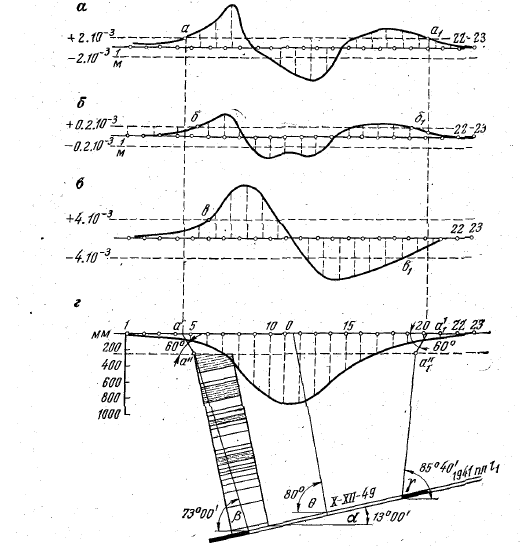 а
+2.10⁻³
-2.10⁻³ 1/м
а а₁ 22-23
б
+0.2.10⁻³
-0.2.10⁻³ 1/м
б б₁ 22-23
в
+4.10⁻³
-4.10⁻³
в в₁ 22 23
г
мм 1 а' 5 10 0 15 20 а₁' 22 23
200
400
600
800
1000
60° 60°
а" а₁"
80° θ X-XII-49
85°40' γ
1941 пл l₁
73°00' β
α 13°00'